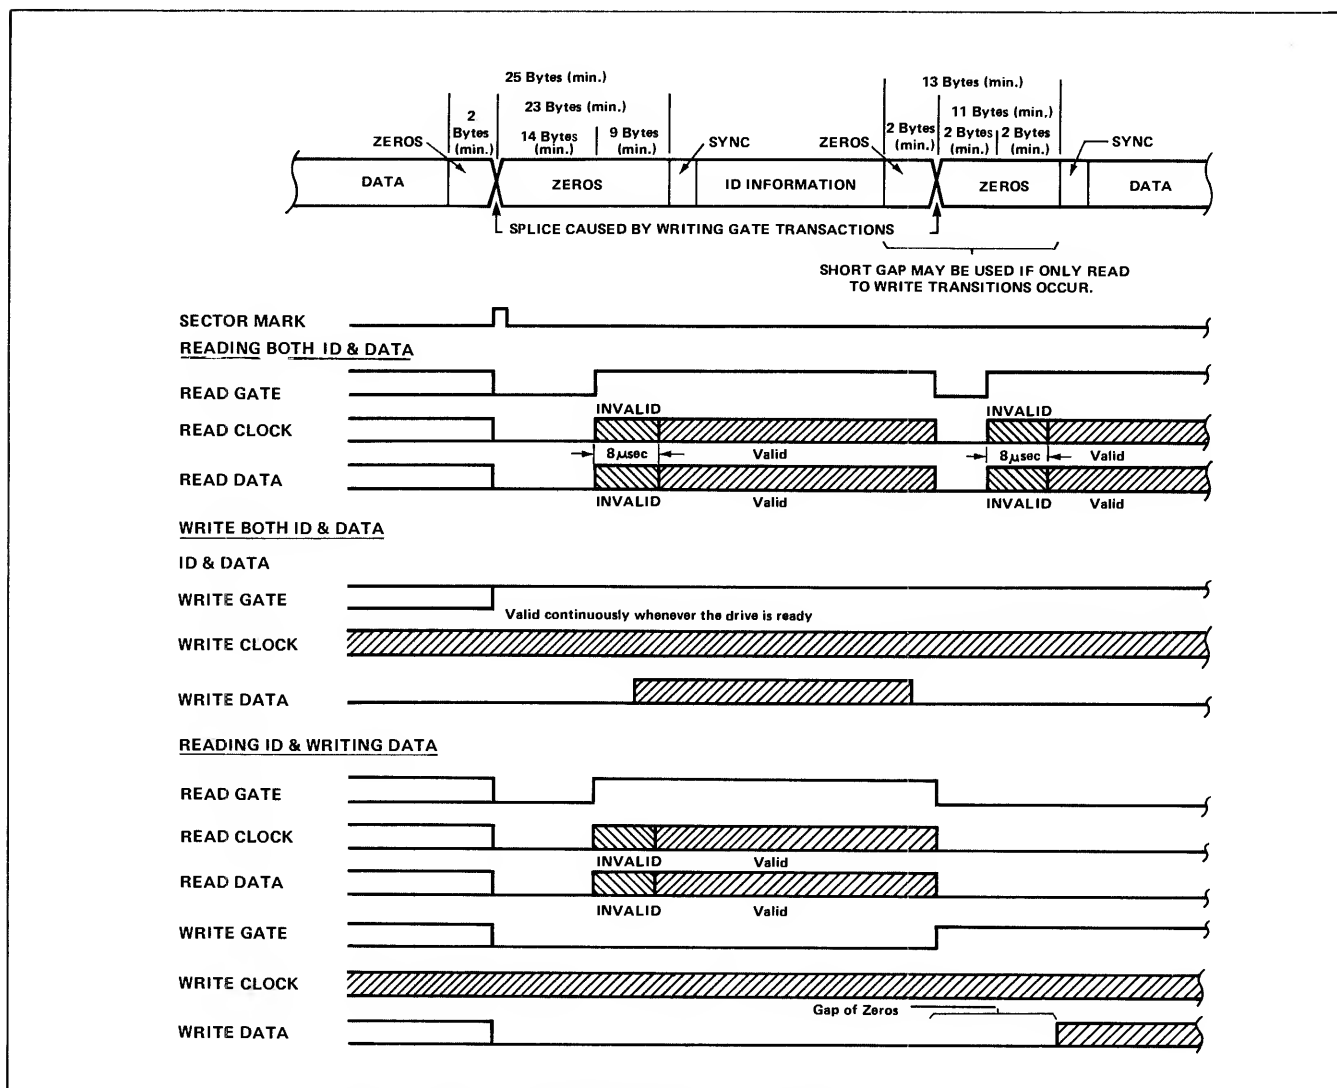 25 Bytes (min.)
13 Bytes (min.)
2 Bytes (min.)
23 Bytes (min.)
11 Bytes (min.)
ZEROS
14 Bytes (min.)
9 Bytes (min.)
SYNC
ZEROS
2 Bytes (min.)
2 Bytes (min.)
2 Bytes (min.)
SYNC
DATA
ZEROS
ID INFORMATION
ZEROS
DATA
SPLICE CAUSED BY WRITING GATE TRANSACTIONS
SHORT GAP MAY BE USED IF ONLY READ
TO WRITE TRANSITIONS OCCUR.
SECTOR MARK
READING BOTH ID & DATA
READ GATE
INVALID
INVALID
READ CLOCK
8 μsec
Valid
8 μsec
Valid
READ DATA
INVALID
Valid
INVALID
Valid
WRITE BOTH ID & DATA
ID & DATA
WRITE GATE
Valid continuously whenever the drive is ready
WRITE CLOCK
WRITE DATA
READING ID & WRITING DATA
READ GATE
READ CLOCK
INVALID
Valid
READ DATA
INVALID
Valid
WRITE GATE
WRITE CLOCK
Gap of Zeros
WRITE DATA